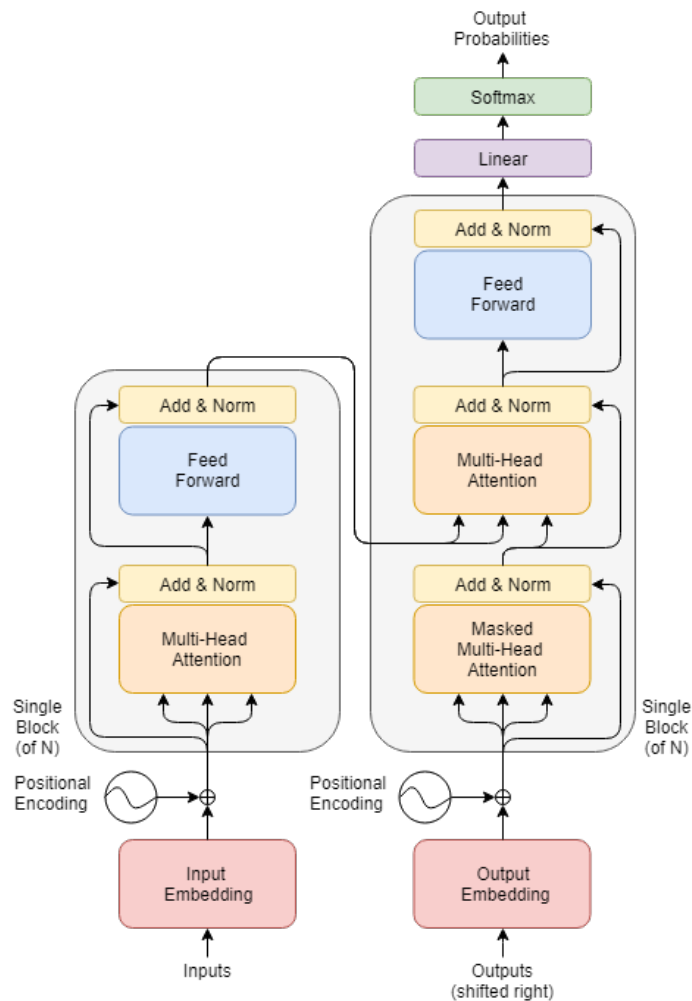 Output
Probabilities
Softmax
Linear
Add & Norm
Feed
Forward
Add & Norm
Multi-Head
Attention
Add & Norm
Masked
Multi-Head
Attention
Single
Block
(of N)
Positional
Encoding
Output
Embedding
Outputs
(shifted right)
Add & Norm
Feed
Forward
Add & Norm
Multi-Head
Attention
Single
Block
(of N)
Positional
Encoding
Input
Embedding
Inputs